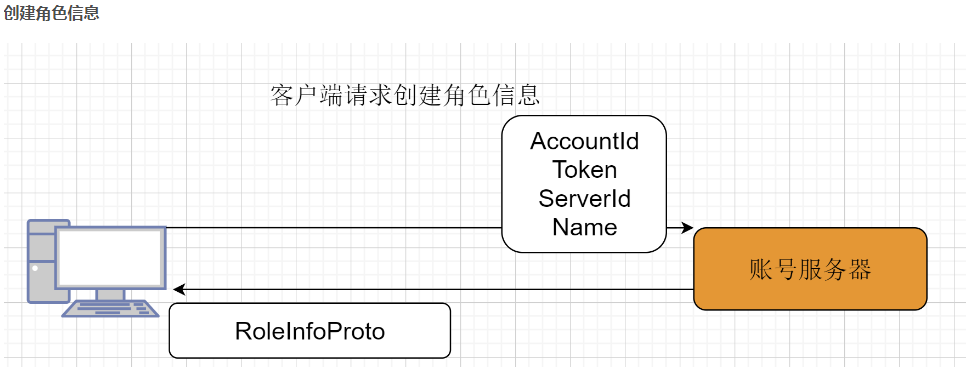 创建角色信息
客户端请求创建角色信息
AccountId
Token
ServerId
Name
账号服务器
RoleInfoProto